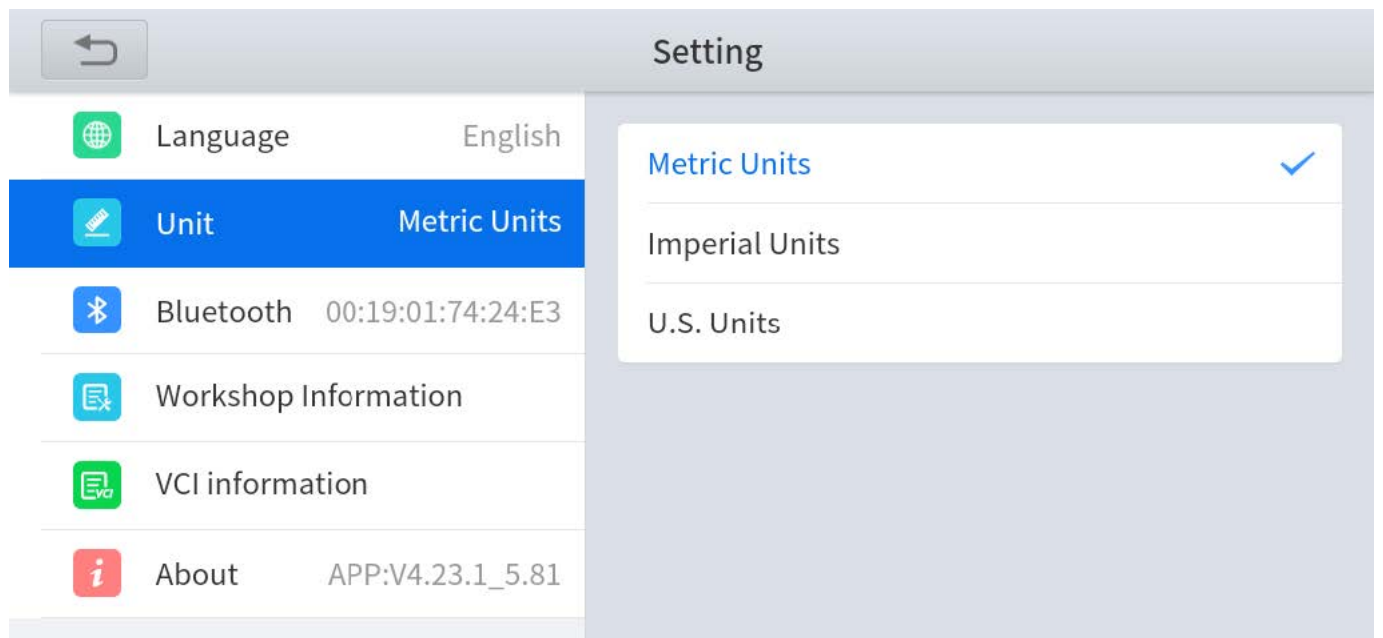 Setting
Language English
Unit Metric Units
Bluetooth 00:19:01:74:24:E3
Workshop Information
VCI information
About APP:V4.23.1_5.81
Metric Units
Imperial Units
U.S. Units